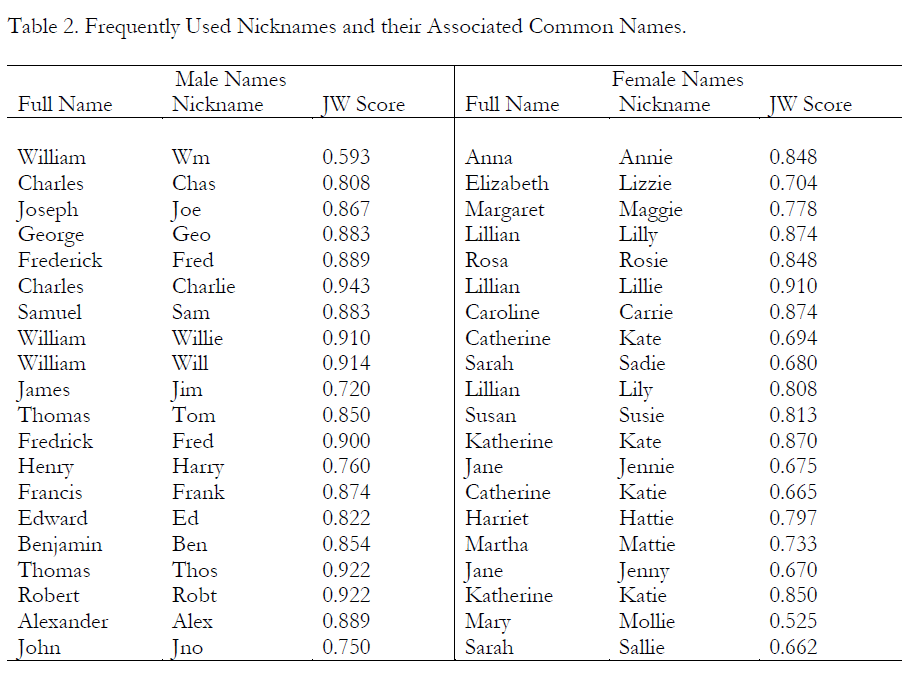 Table 2. Frequently Used Nicknames and their Associated Common Names.
Male Names Female Names
Full Name Nickname JW Score Full Name Nickname JW Score
William Wm 0.593 Anna Annie 0.848
Charles Chas 0.808 Elizabeth Lizzie 0.704
Joseph Joe 0.867 Margaret Maggie 0.778
George Geo 0.883 Lillian Lilly 0.874
Frederick Fred 0.889 Rosa Rosie 0.848
Charles Charlie 0.943 Lillian Lillie 0.910
Samuel Sam 0.883 Caroline Carrie 0.874
William Willie 0.910 Catherine Kate 0.694
William Will 0.914 Sarah Sadie 0.680
James Jim 0.720 Lillian Lily 0.808
Thomas Tom 0.850 Susan Susie 0.813
Fredrick Fred 0.900 Katherine Kate 0.870
Henry Harry 0.760 Jane Jennie 0.675
Francis Frank 0.874 Catherine Katie 0.665
Edward Ed 0.822 Harriet Hattie 0.797
Benjamin Ben 0.854 Martha Mattie 0.733
Thomas Thos 0.922 Jane Jenny 0.670
Robert Robt 0.922 Katherine Katie 0.850
Alexander Alex 0.889 Mary Mollie 0.525
John Jno 0.750 Sarah Sallie 0.662